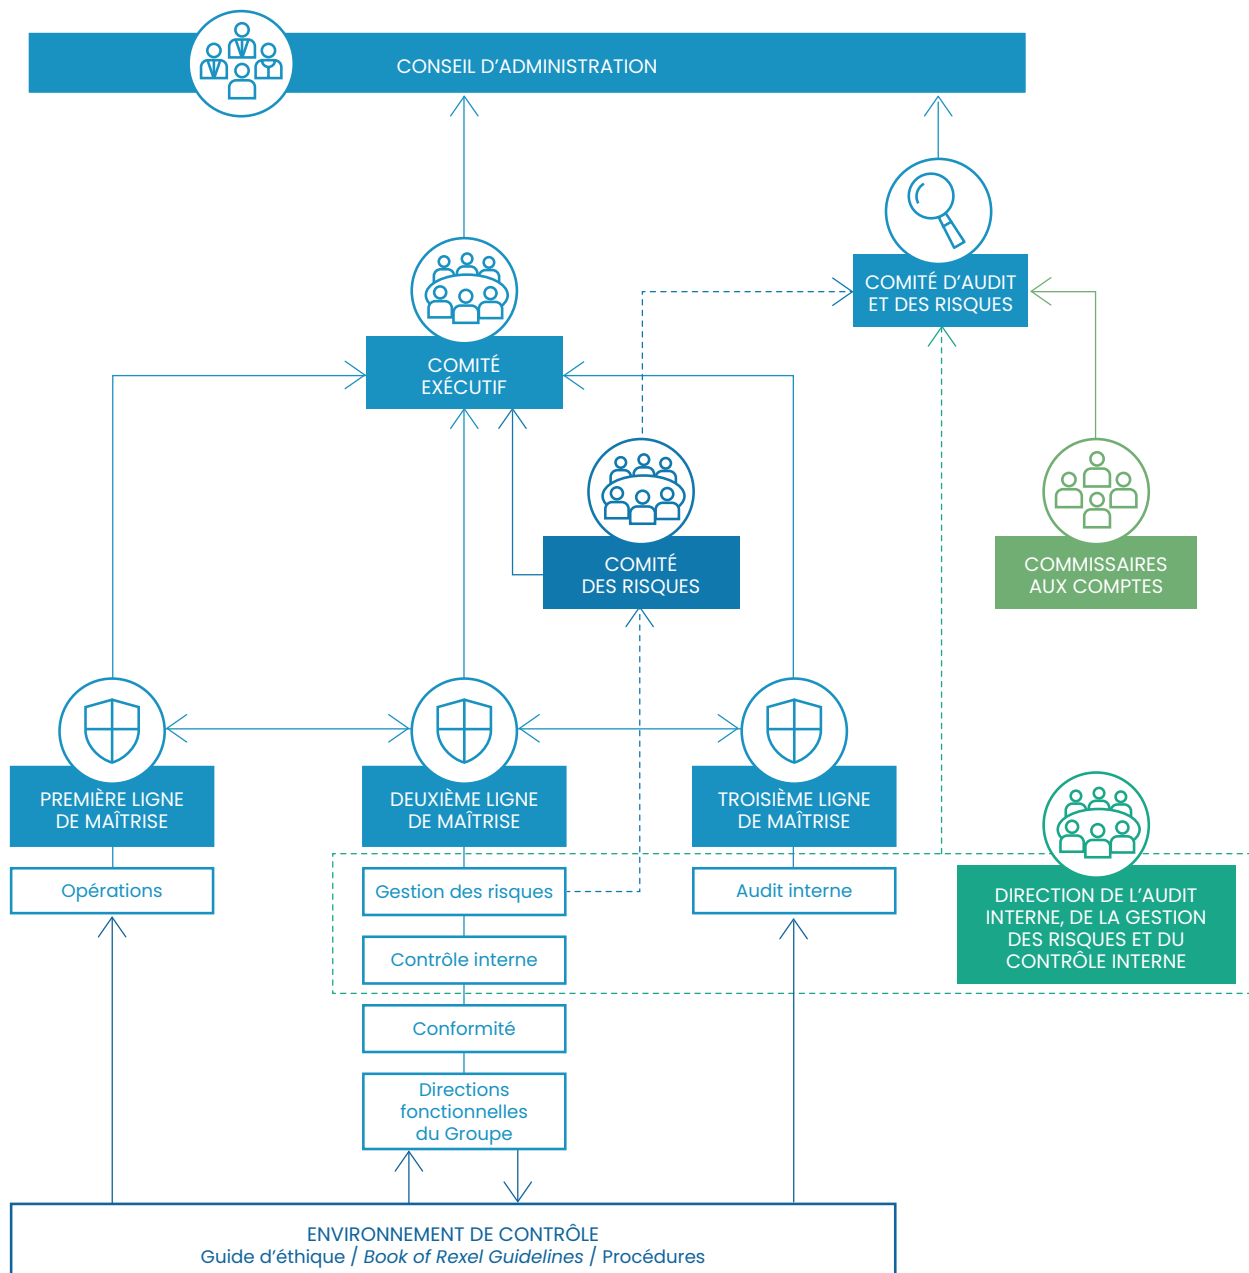 CONSEIL D’ADMINISTRATION
COMITÉ D’AUDIT
ET DES RISQUES
COMITÉ
EXÉCUTIF
COMITÉ
DES RISQUES
COMMISSAIRES
AUX COMPTES
PREMIÈRE LIGNE
DE MAÎTRISE
DEUXIÈME LIGNE
DE MAÎTRISE
TROISIÈME LIGNE
DE MAÎTRISE
Opérations
Gestion des risques
Audit interne
Contrôle interne
Conformité
Directions
fonctionnelles
du Groupe
DIRECTION DE L’AUDIT
INTERNE, DE LA GESTION
DES RISQUES ET DU
CONTRÔLE INTERNE
ENVIRONNEMENT DE CONTRÔLE
Guide d’éthique / Book of Rexel Guidelines / Procédures